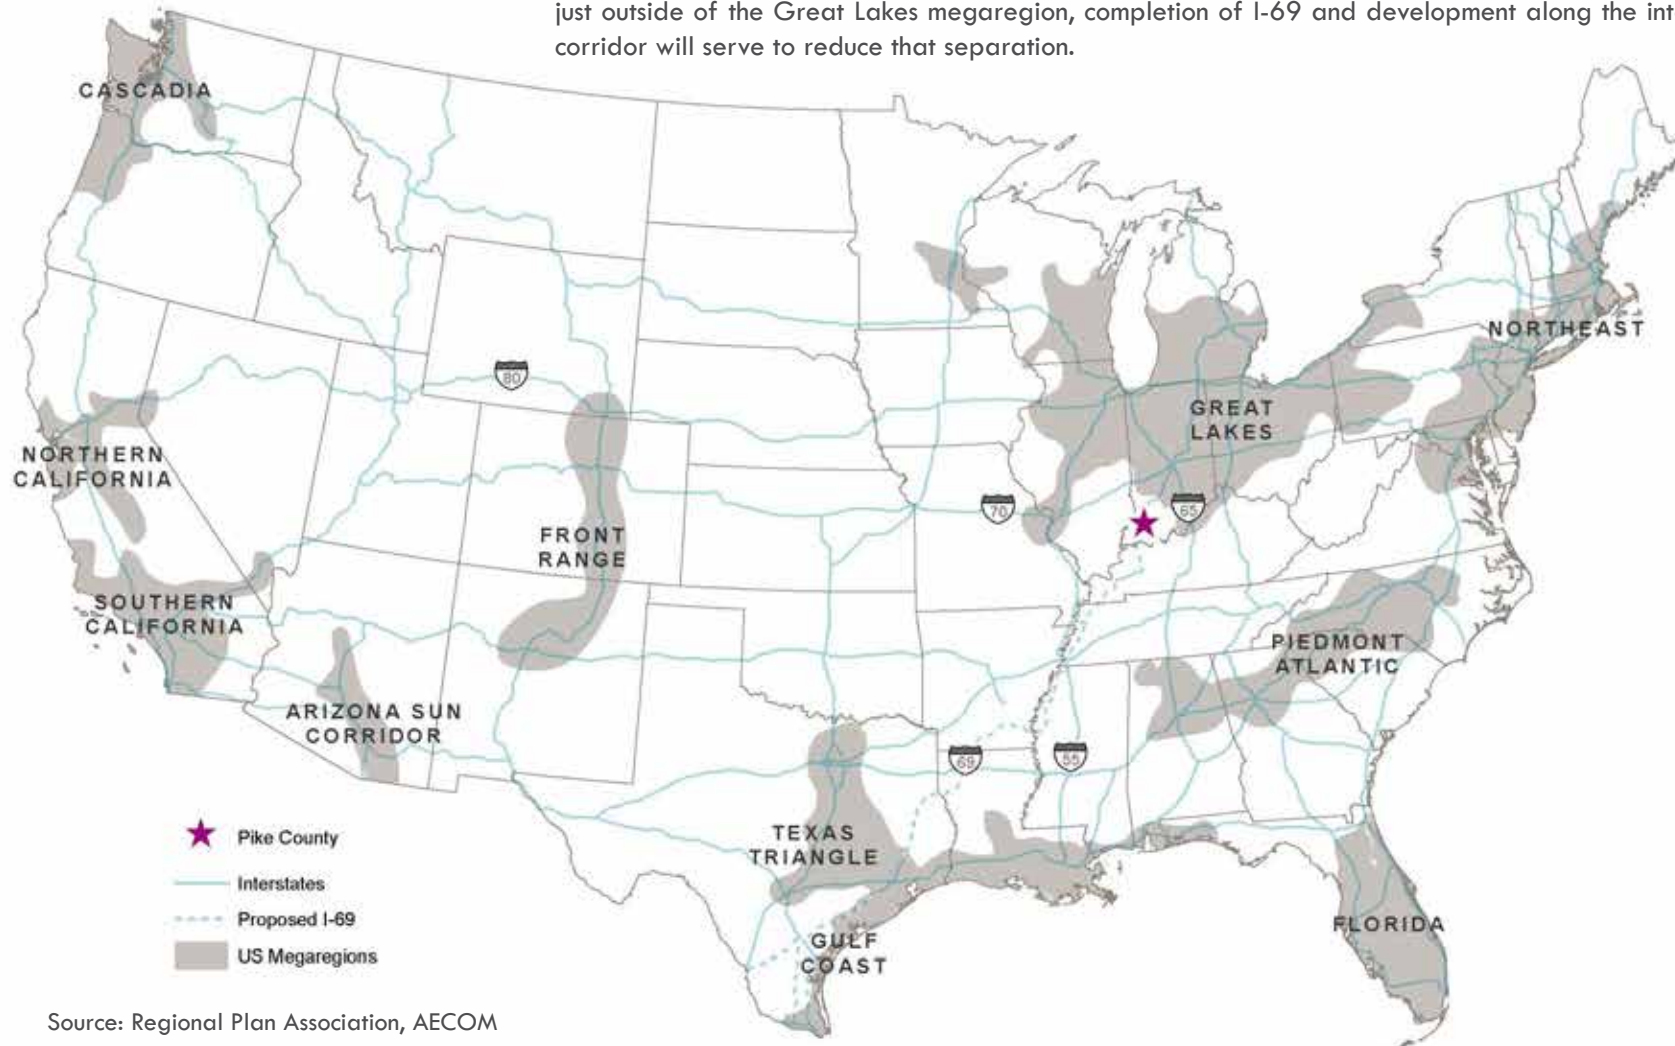 just outside of the Great Lakes megaregion, completion of I-69 and development along the int
corridor will serve to reduce that separation.
CASCADIA
NORTHEAST
80
GREAT
LAKES
NORTHERN
CALIFORNIA
70
65
FRONT
RANGE
SOUTHERN
CALIFORNIA
PIEDMONT
ATLANTIC
ARIZONA SUN
CORRIDOR
69
55
TEXAS
TRIANGLE
FLORIDA
GULF
COAST
Pike County
Interstates
Proposed I-69
US Megaregions
Source: Regional Plan Association, AECOM